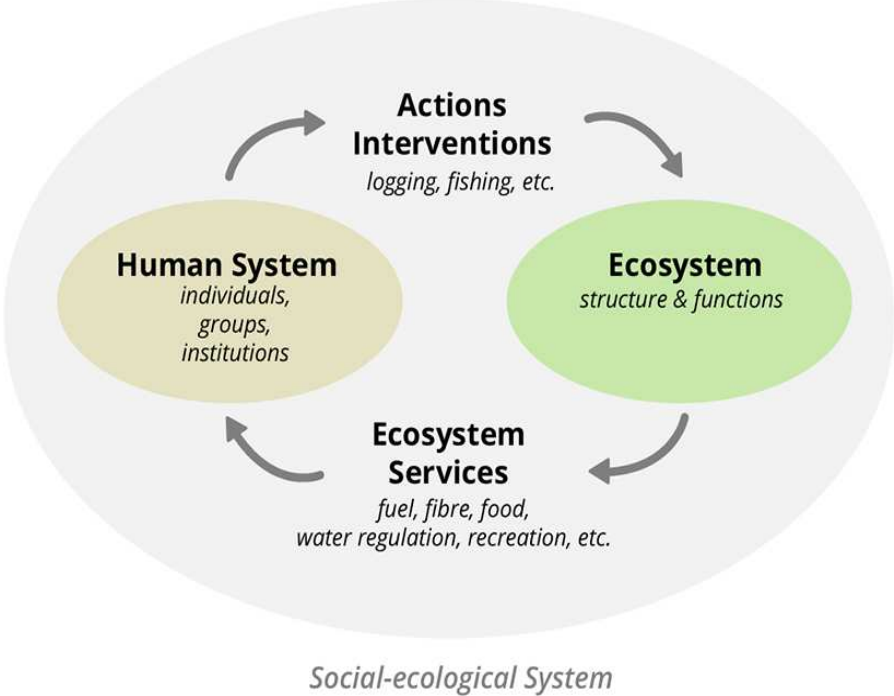 Actions
Interventions
logging, fishing, etc.
Human System
individuals,
groups,
institutions
Ecosystem
structure & functions
Ecosystem
Services
fuel, fibre, food,
water regulation, recreation, etc.
Social-ecological System